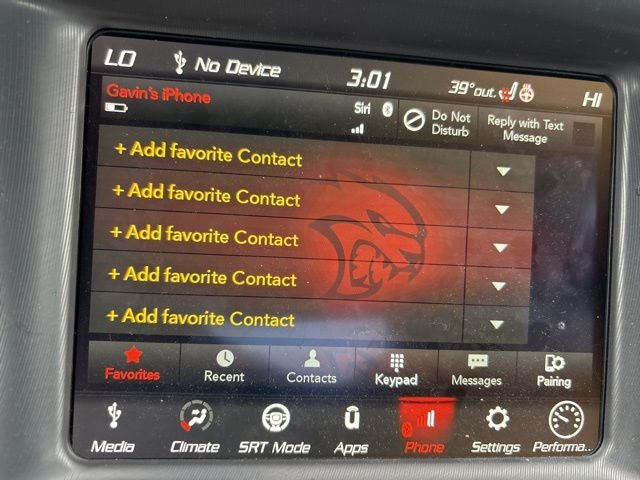 LO No Device 3:01 39°out. HI
Gavin's iPhone
Siri
Do Not
Disturb
Reply with Text
Message
+ Add favorite Contact
+ Add favorite Contact
+ Add favorite Contact
+ Add favorite Contact
+ Add favorite Contact
Favorites Recent Contacts Keypad Messages Pairing
Media Climate SRT Mode Apps Phone Settings Performa..